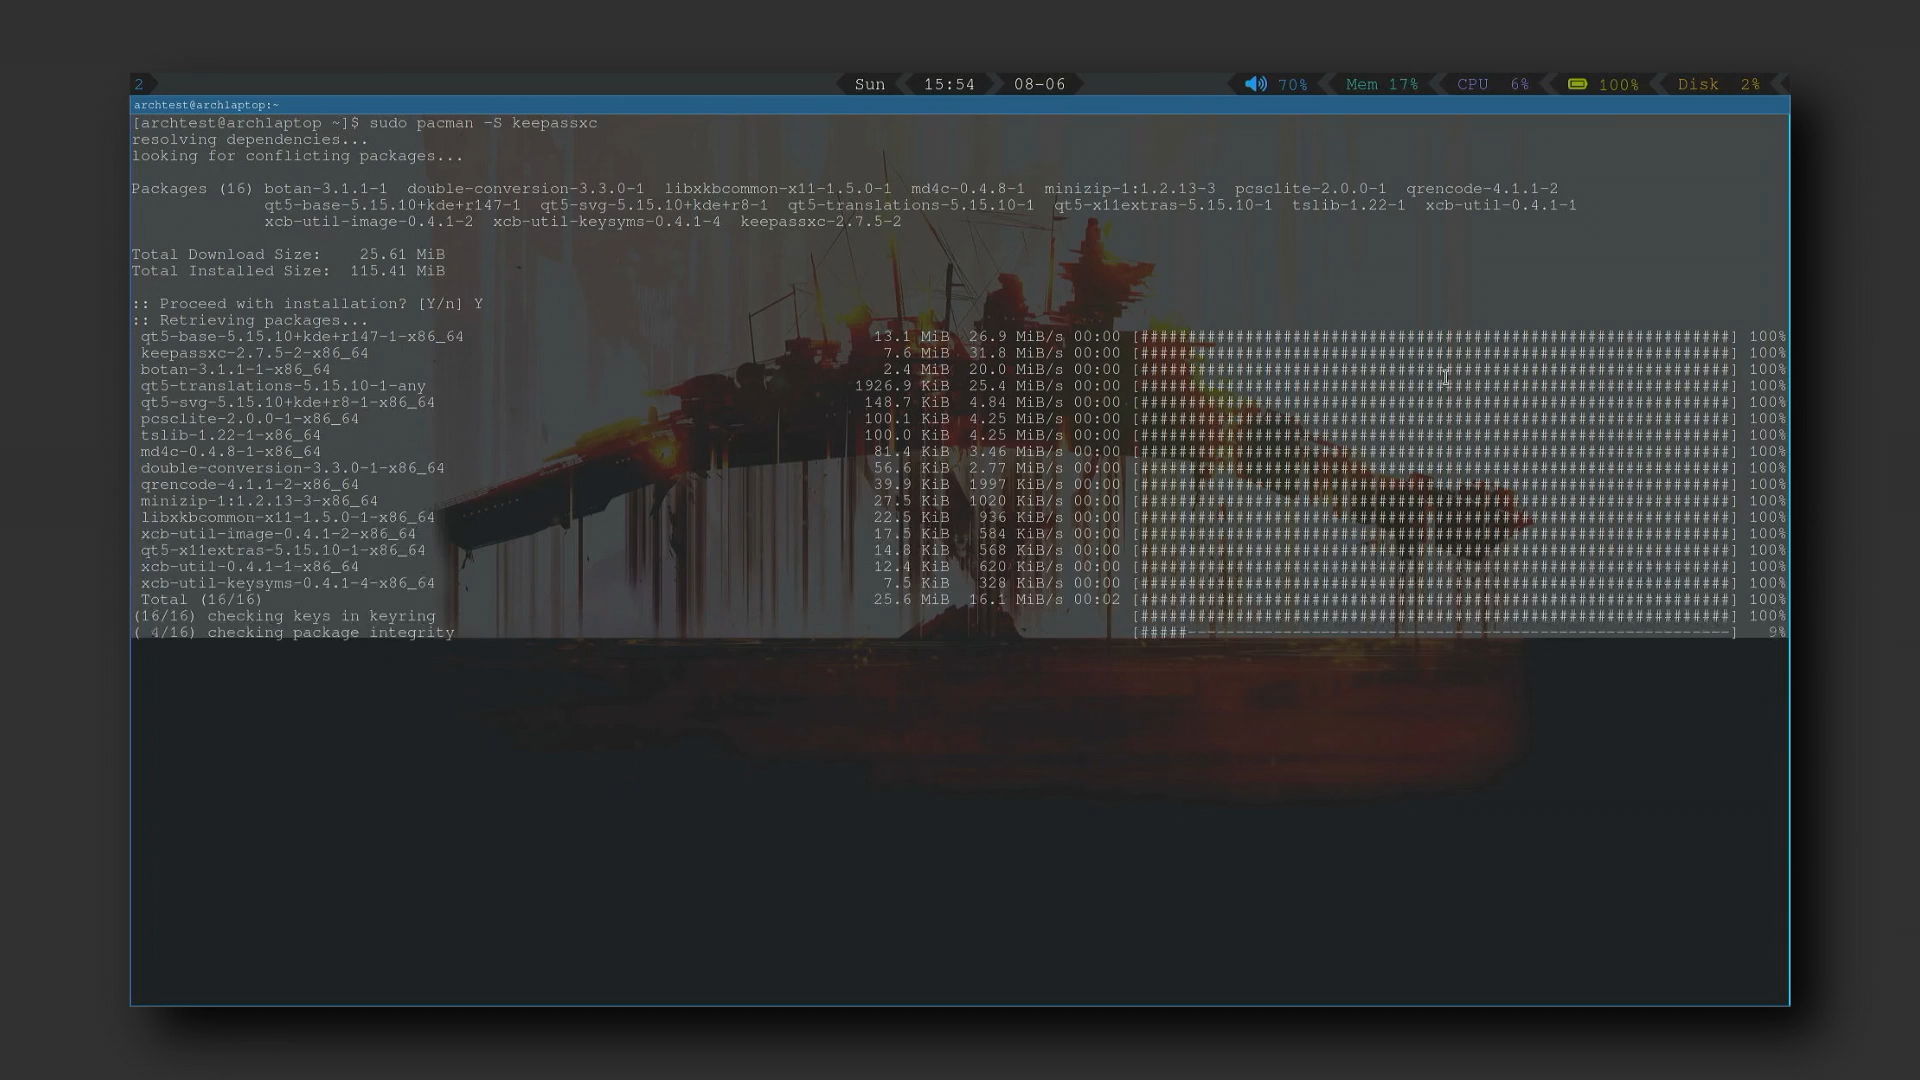 2 Sun 15:54 08-06 70% Mem 17% CPU 6% 100% Disk 2%
archtest@archlaptop:~
[archtest@archlaptop ~]$ sudo pacman -S keepassxc
resolving dependencies...
looking for conflicting packages...
Packages (16) botan-3.1.1-1 double-conversion-3.3.0-1 libxkbcommon-x11-1.5.0-1 md4c-0.4.8-1 minizip-1:1.2.13-3 pcsclite-2.0.0-1 qrencode-4.1.1-2
qt5-base-5.15.10+kde+r147-1 qt5-svg-5.15.10+kde+r8-1 qt5-translations-5.15.10-1 qt5-x11extras-5.15.10-1 tslib-1.22-1 xcb-util-0.4.1-1
xcb-util-image-0.4.1-2 xcb-util-keysyms-0.4.1-4 keepassxc-2.7.5-2
Total Download Size: 25.61 MiB
Total Installed Size: 115.41 MiB
:: Proceed with installation? [Y/n] Y
:: Retrieving packages...
qt5-base-5.15.10+kde+r147-1-x86_64 13.1 MiB 26.9 MiB/s 00:00 [###############################################################] 100%
keepassxc-2.7.5-2-x86_64 7.6 MiB 31.8 MiB/s 00:00 [###############################################################] 100%
botan-3.1.1-1-x86_64 2.4 MiB 20.0 MiB/s 00:00 [###############################################################] 100%
qt5-translations-5.15.10-1-any 1926.9 KiB 25.4 MiB/s 00:00 [###############################################################] 100%
qt5-svg-5.15.10+kde+r8-1-x86_64 148.7 KiB 4.84 MiB/s 00:00 [###############################################################] 100%
pcsclite-2.0.0-1-x86_64 100.1 KiB 4.25 MiB/s 00:00 [###############################################################] 100%
tslib-1.22-1-x86_64 100.0 KiB 4.25 MiB/s 00:00 [###############################################################] 100%
md4c-0.4.8-1-x86_64 81.4 KiB 3.46 MiB/s 00:00 [###############################################################] 100%
double-conversion-3.3.0-1-x86_64 56.6 KiB 2.77 MiB/s 00:00 [###############################################################] 100%
qrencode-4.1.1-2-x86_64 39.9 KiB 1997 KiB/s 00:00 [###############################################################] 100%
minizip-1:1.2.13-3-x86_64 27.5 KiB 1020 KiB/s 00:00 [###############################################################] 100%
libxkbcommon-x11-1.5.0-1-x86_64 22.5 KiB 936 KiB/s 00:00 [###############################################################] 100%
xcb-util-image-0.4.1-2-x86_64 17.5 KiB 584 KiB/s 00:00 [###############################################################] 100%
qt5-x11extras-5.15.10-1-x86_64 14.8 KiB 568 KiB/s 00:00 [###############################################################] 100%
xcb-util-0.4.1-1-x86_64 12.4 KiB 620 KiB/s 00:00 [###############################################################] 100%
xcb-util-keysyms-0.4.1-4-x86_64 7.5 KiB 328 KiB/s 00:00 [###############################################################] 100%
Total (16/16) 25.6 MiB 16.1 MiB/s 00:02 [###############################################################] 100%
(16/16) checking keys in keyring [###############################################################] 100%
( 4/16) checking package integrity [#####----------------------------------------------------------] 9%